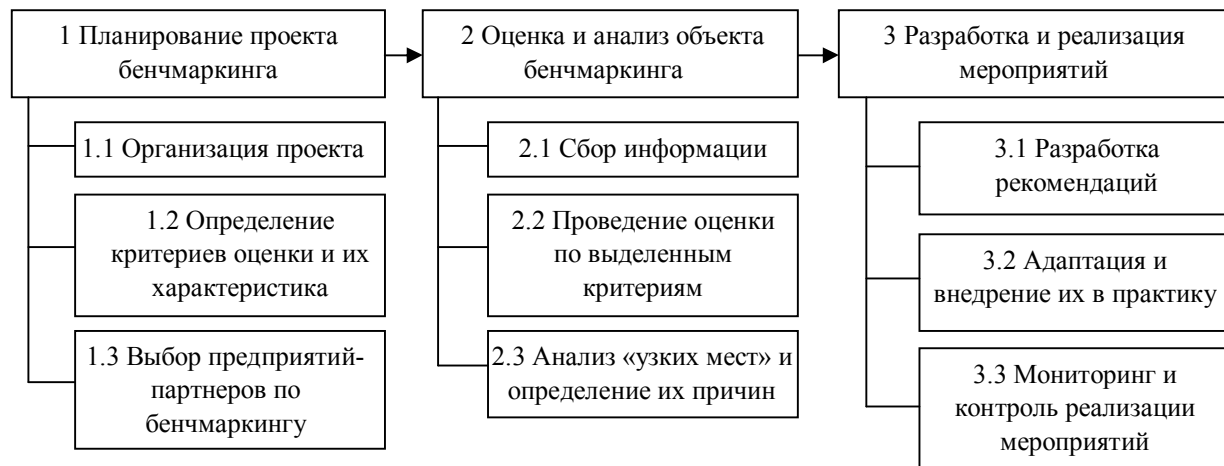 1 Планирование проекта
бенчмаркинга
1.1 Организация проекта
1.2 Определение
критериев оценки и их
характеристика
1.3 Выбор предприятий-
партнеров по
бенчмаркингу
2 Оценка и анализ объекта
бенчмаркинга
2.1 Сбор информации
2.2 Проведение оценки
по выделенным
критериям
2.3 Анализ «узких мест» и
определение их причин
3 Разработка и реализация
мероприятий
3.1 Разработка
рекомендаций
3.2 Адаптация и
внедрение их в практику
3.3 Мониторинг и
контроль реализации
мероприятий